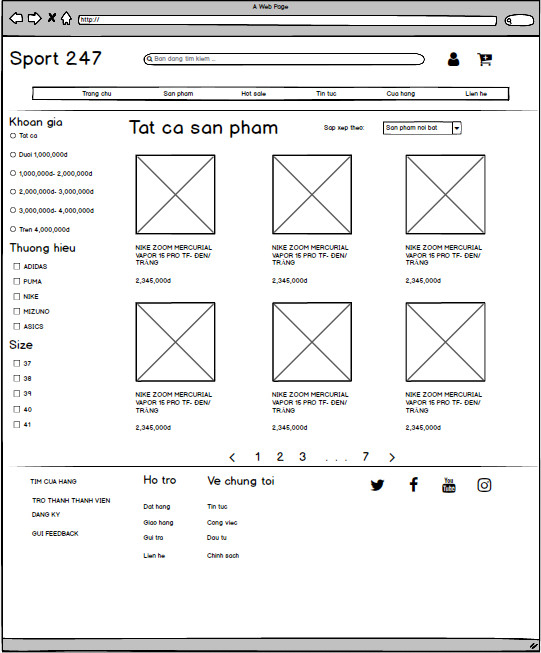 A Web Page
http://
Sport 247
Ban dang tim kiem ...
Trang chu San pham Hot sale Tin tuc Cua hang Lien he
Khoan gia
Tat ca
Duoi 1,000,000d
1,000,000d- 2,000,000d
2,000,000d- 3,000,000d
3,000,000d- 4,000,000d
Tren 4,000,000d
Thuong hieu
ADIDAS
PUMA
NIKE
MIZUNO
ASICS
Size
37
38
39
40
41
Tat ca san pham
Sap xep theo: San pham noi bat
NIKE ZOOM MERCURIAL
VAPOR 15 PRO TF- ĐEN/
TRẮNG
2,345,000d
NIKE ZOOM MERCURIAL
VAPOR 15 PRO TF- ĐEN/
TRẮNG
2,345,000d
NIKE ZOOM MERCURIAL
VAPOR 15 PRO TF- ĐEN/
TRẮNG
2,345,000d
NIKE ZOOM MERCURIAL
VAPOR 15 PRO TF- ĐEN/
TRẮNG
2,345,000d
NIKE ZOOM MERCURIAL
VAPOR 15 PRO TF- ĐEN/
TRẮNG
2,345,000d
NIKE ZOOM MERCURIAL
VAPOR 15 PRO TF- ĐEN/
TRẮNG
2,345,000d
< 1 2 3 ... 7 >
TIM CUA HANG
TRO THANH THANH VIEN
DANG KY
GUI FEEDBACK
Ho tro
Dat hang
Giao hang
Gui tra
Lien he
Ve chung toi
Tin tuc
Cong viec
Dau tu
Chinh sach
You
Tube